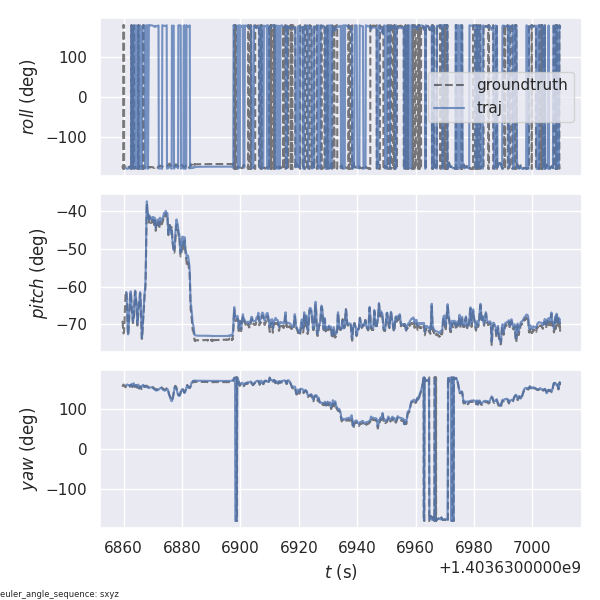 100
0
−100
roll (deg)
groundtruth
traj
−40
−50
−60
−70
pitch (deg)
100
0
−100
yaw (deg)
6860 6880 6900 6920 6940 6960 6980 7000
t (s)
+1.4036300000e9
euler_angle_sequence: sxyz